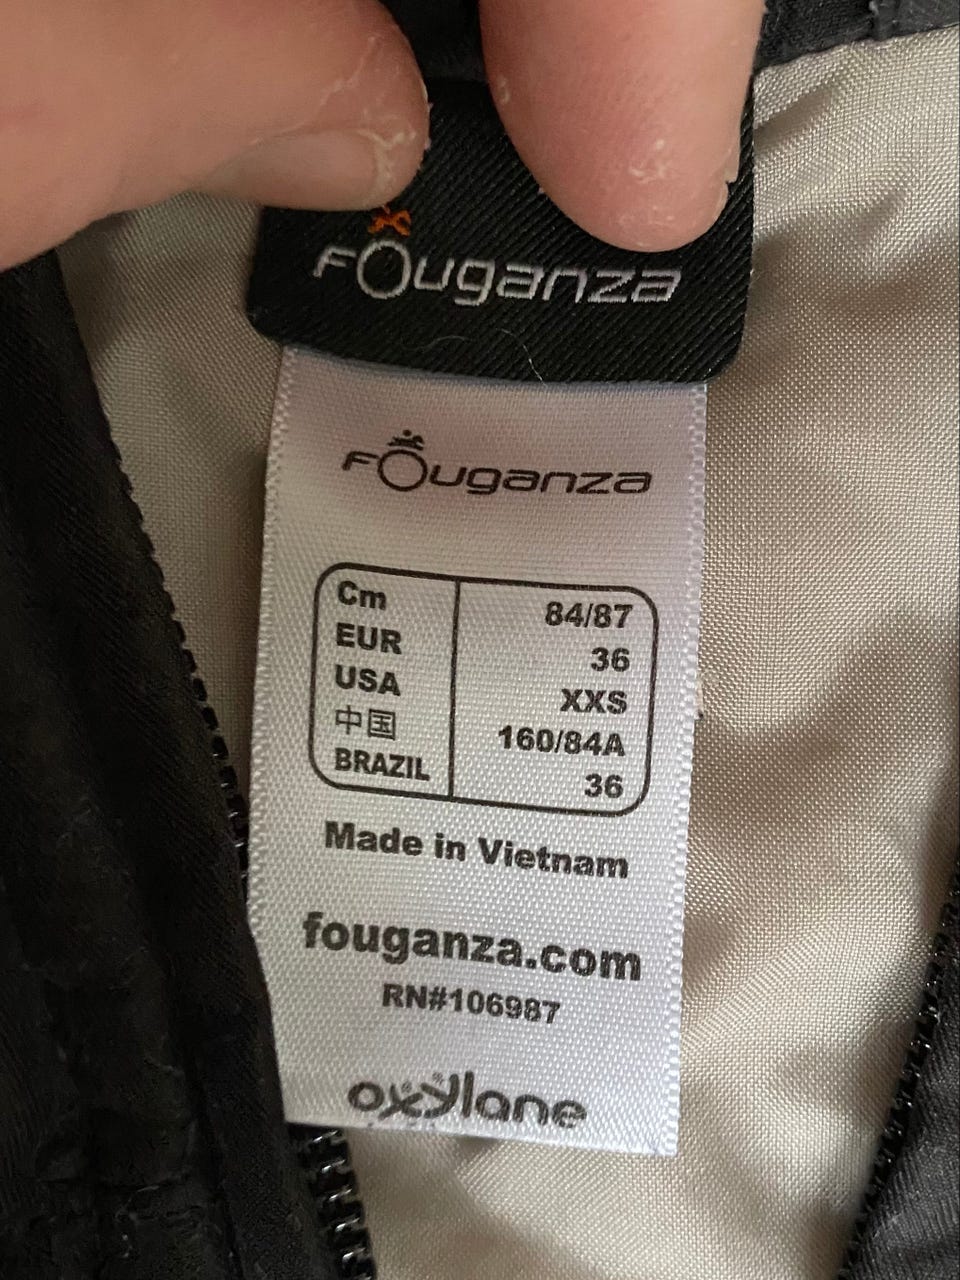 Fouganza
Fouganza
Cm 84/87
EUR 36
USA XXS
中国 160/84A
BRAZIL 36
Made in Vietnam
fouganza.com
RN#106987
oxylane